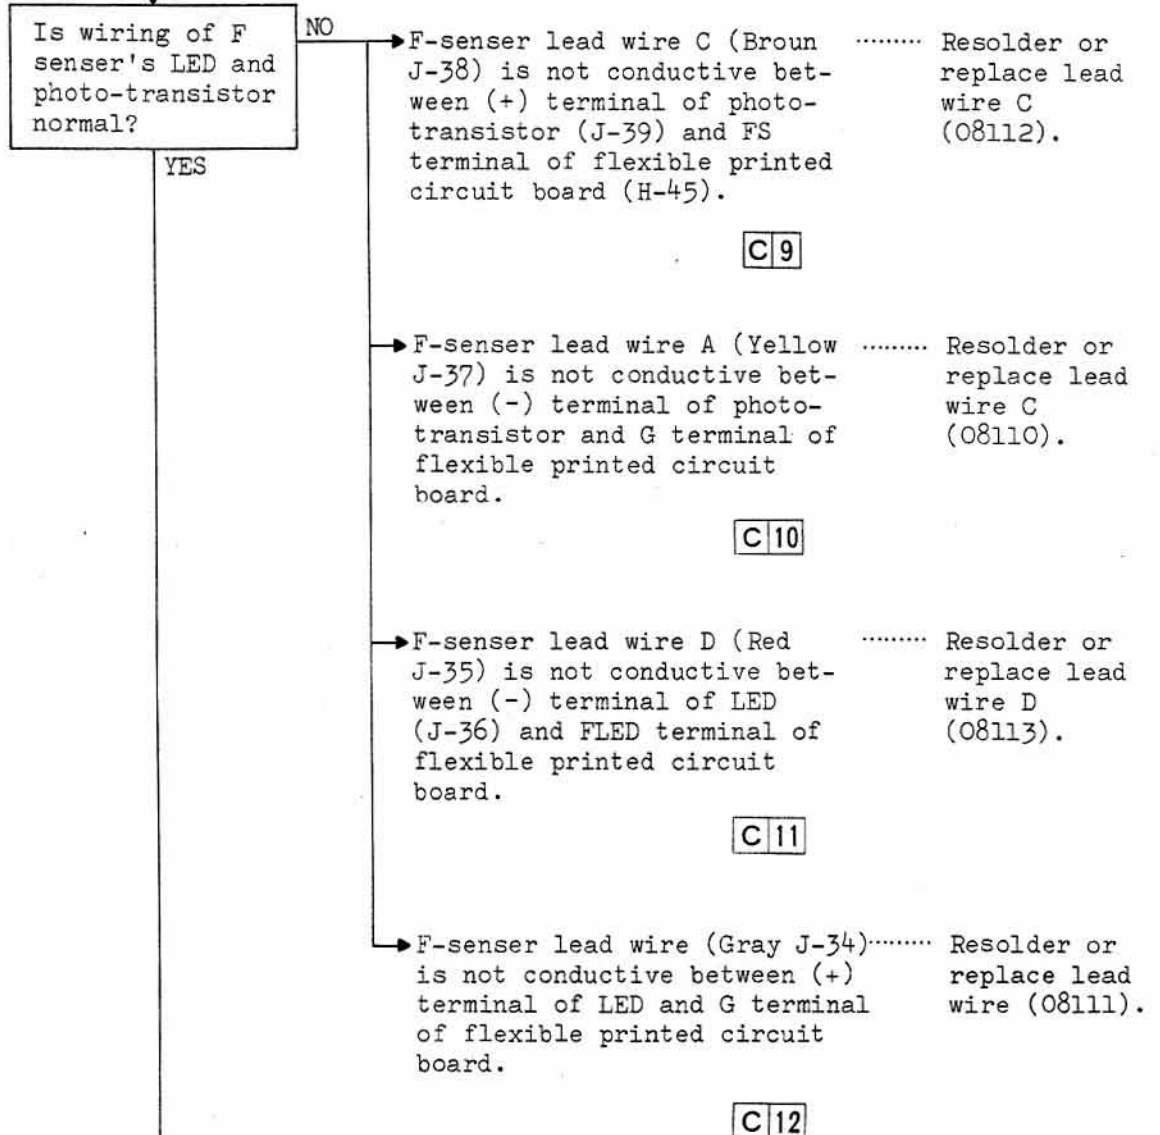 Is wiring of F
senser's LED and
photo-transistor
normal?
NO
YES
F-senser lead wire C (Broun
J-38) is not conductive bet-
ween (+) terminal of photo-
transistor (J-39) and FS
terminal of flexible printed
circuit board (H-45).
......... Resolder or
replace lead
wire C
(08112).
C 9
F-senser lead wire A (Yellow
J-37) is not conductive bet-
ween (-) terminal of photo-
transistor and G terminal of
flexible printed circuit
board.
......... Resolder or
replace lead
wire C
(08110).
C 10
F-senser lead wire D (Red
J-35) is not conductive bet-
ween (-) terminal of LED
(J-36) and FLED terminal of
flexible printed circuit
board.
......... Resolder or
replace lead
wire D
(08113).
C 11
F-senser lead wire (Gray J-34)
is not conductive between (+)
terminal of LED and G terminal
of flexible printed circuit
board.
......... Resolder or
replace lead
wire (08111).
C 12